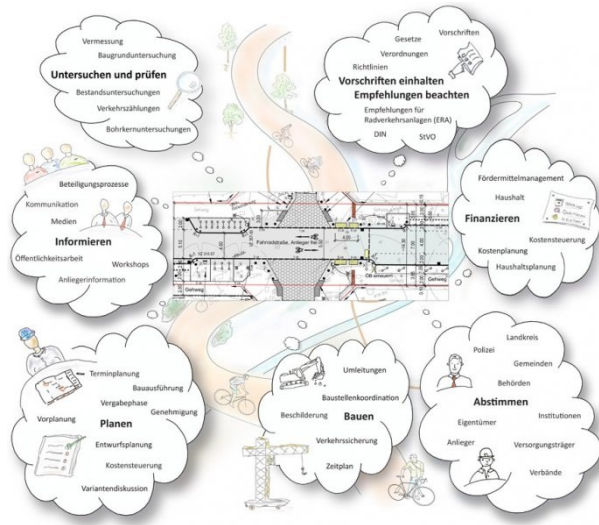 Vermessung
Baugrunduntersuchung
Untersuchen und prüfen
Bestandsuntersuchungen
Verkehrszählungen
Bohrkernuntersuchungen
Gesetze
Vorschriften
Verordnungen
Richtlinien
Vorschriften einhalten
Empfehlungen beachten
Empfehlungen für
Radverkehrsanlagen (ERA)
DIN
StVO
Beteiligungsprozesse
Kommunikation
Medien
Informieren
Öffentlichkeitsarbeit
Workshops
Anliegerinformation
Fahrradstraße, Anlieger frei
Gehweg
Gehweg
Fördermittelmanagement
Haushalt
Finanzieren
Kostensteuerung
Kostenplanung
Haushaltsplanung
Terminplanung
Bauausführung
Vergabephase
Genehmigung
Vorplanung
Planen
Entwurfsplanung
Kostensteuerung
Variantendiskussion
Umleitungen
Baustellenkoordination
Beschilderung
Bauen
Verkehrssicherung
Zeitplan
Landkreis
Polizei
Gemeinden
Behörden
Abstimmen
Institutionen
Eigentümer
Anlieger
Versorgungsträger
Verbände